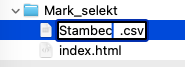 Mark_selekt
Stambec .csv
index.html